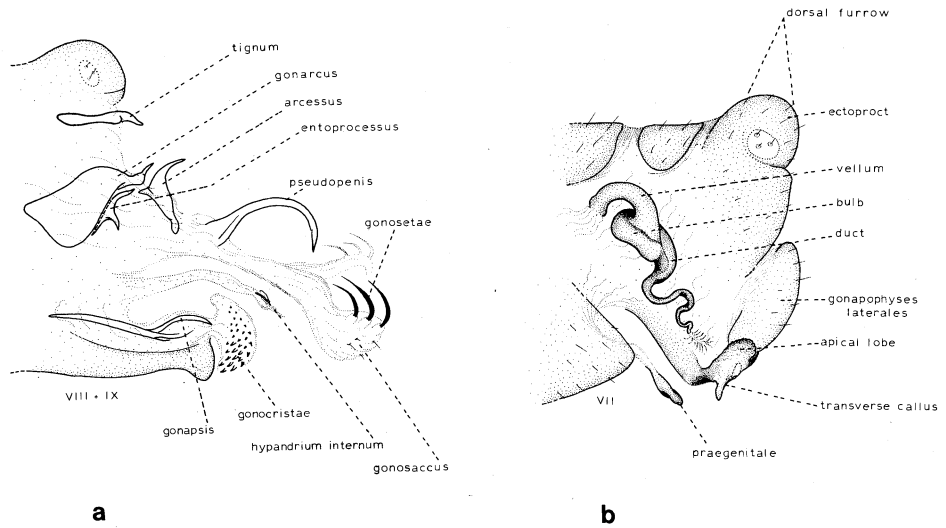 tignum
gonarcus
arcessus
entoprocessus
pseudopenis
gonosetae
VIII + IX
gonocristae
gonapsis
hypandrium internum
gonosaccus
a
dorsal furrow
ectoproct
vellum
bulb
duct
gonapophyses
laterales
apical lobe
VII
transverse callus
praegenitale
b